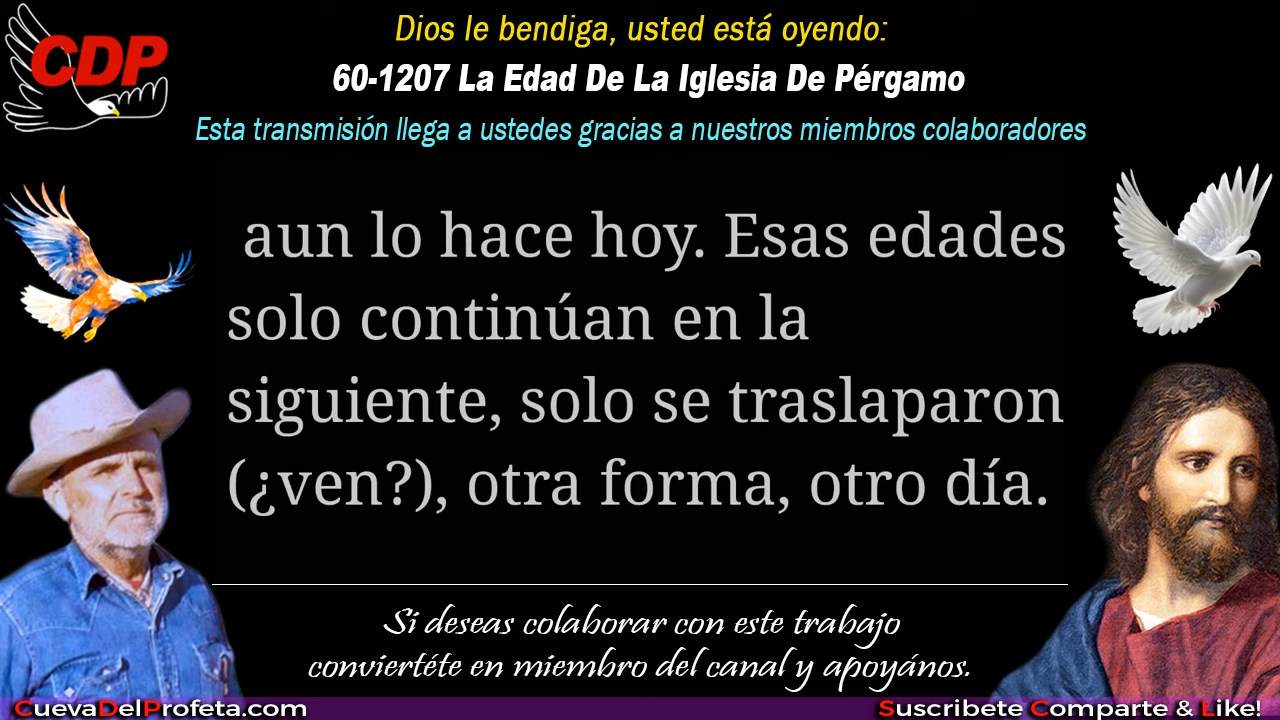 CDP
Dios le bendiga, usted está oyendo:
60-1207 La Edad De La Iglesia De Pérgamo
Esta transmisión llega a ustedes gracias a nuestros miembros colaboradores
aun lo hace hoy. Esas edades
solo continúan en la
siguiente, solo se traslaparon
(¿ven?), otra forma, otro día.
Si deseas colaborar con este trabajo
conviertéte en miembro del canal y apoyános.
CuevaDelProfeta.com
Suscribete Comparte & Like!